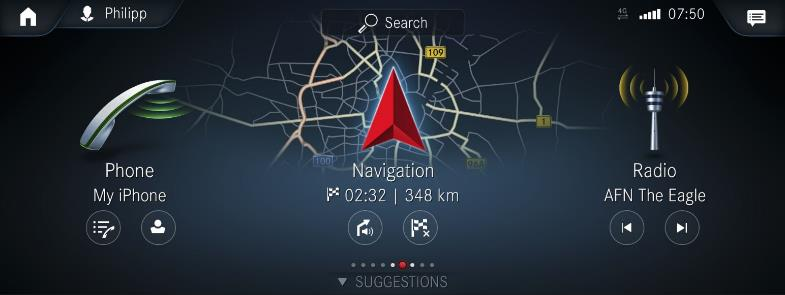 Philipp
Search
4G
07:50
109
1
100
Phone
My iPhone
Navigation
02:32 | 348 km
Radio
AFN The Eagle
SUGGESTIONS